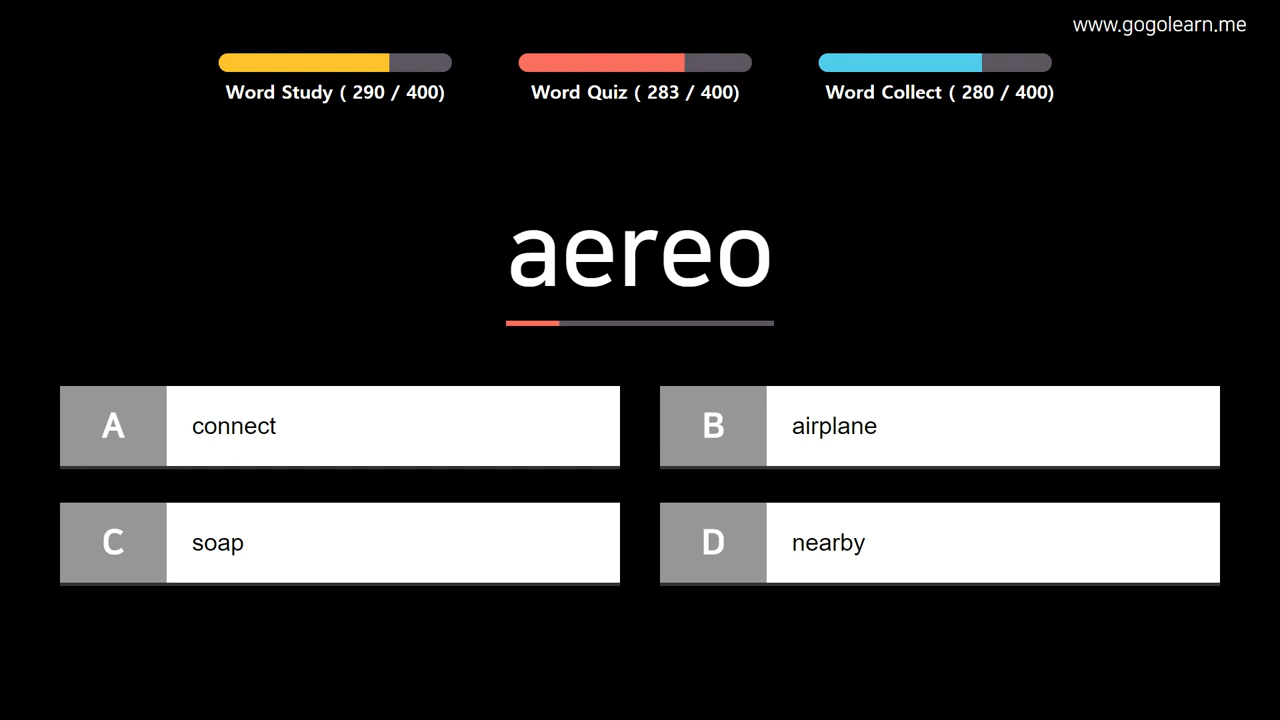 www.gogolearn.me
Word Study ( 290 / 400)
Word Quiz ( 283 / 400)
Word Collect ( 280 / 400)
aereo
A connect
B airplane
C soap
D nearby